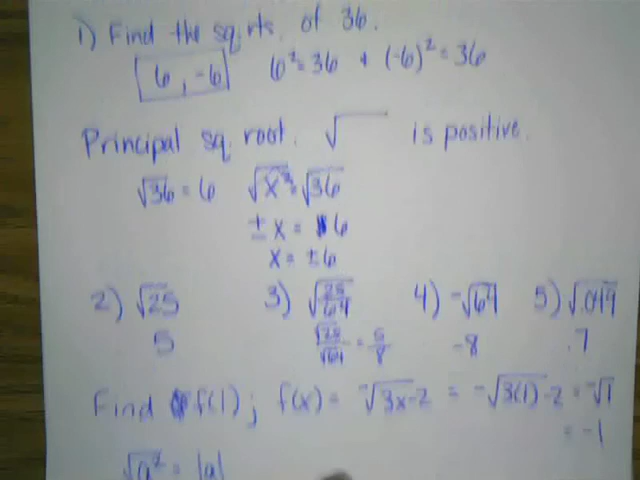 1) Find the sq. rts. of 36.
6, -6 6² = 36 + (-6)² = 36
Principal sq. root. √ is positive.
√36 = 6 √x² = √36
± x = 6
x = ±6
2) √25 3) √25/64 4) -√64 5) √.049
5 √25/√64 = 5/8 -8 .7
Find f(1); f(x) = -√3x-2 = -√3(1)-2 = -√1
= -1
√a² = |a|